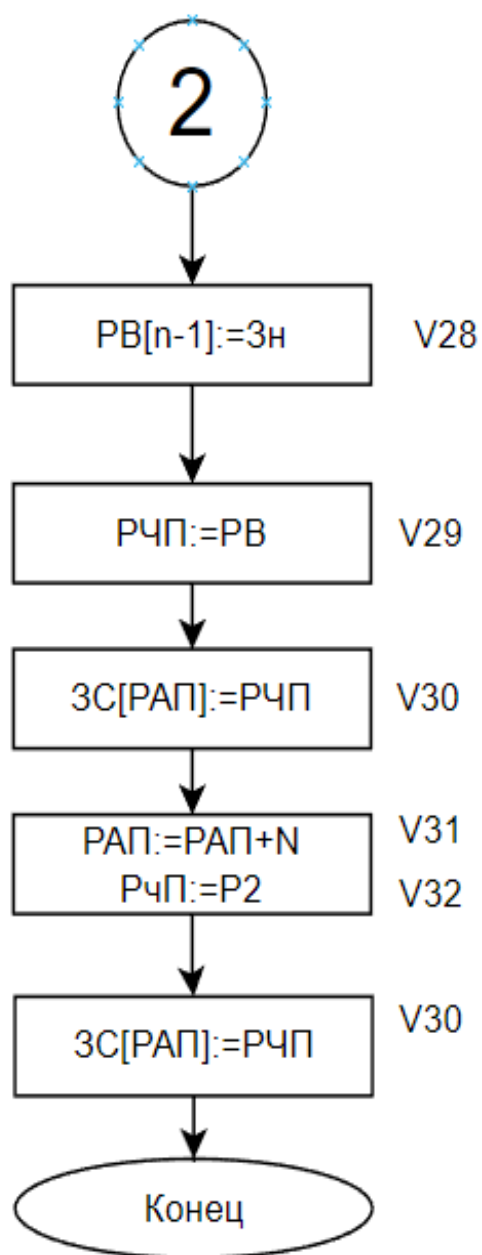 2
РВ[n-1]:=Зн V28
РЧП:=РВ V29
ЗС[РАП]:=РЧП V30
РАП:=РАП+N V31
РчП:=Р2 V32
ЗС[РАП]:=РЧП V30
Конец